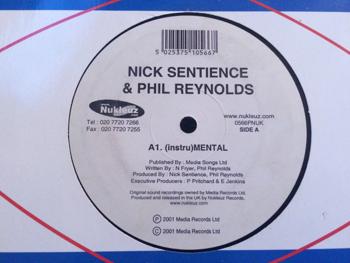 5 025375 105667
NICK SENTIENCE
& PHIL REYNOLDS
www.
Nukleuz
.com
Tel : 020 7720 7266
Fax : 020 7720 7255
www.nukleuz.com
0566PNUK
SIDE A
A1. (instru)MENTAL
Published By : Media Songs Ltd
Written By : N Fryer, Phil Reynolds
Produced By : Nick Sentience, Phil Reynolds
Executive Producers : P Pritchard & E Jenkins
Original sound recordings owned by Media Records Ltd.
Produced and released in the UK by Nukleuz Records.
www.nukleuz.com
Ⓟ 2001 Media Records Ltd
© 2001 Media Records Ltd